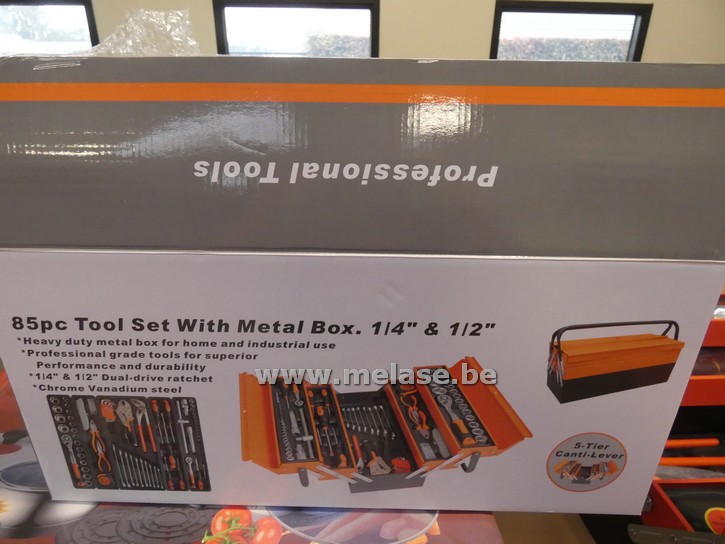 Professional Tools
85pc Tool Set With Metal Box. 1/4" & 1/2"
*Heavy duty metal box for home and industrial use
*Professional grade tools for superior
Performance and durability
*1/4" & 1/2" Dual-drive ratchet
*Chrome Vanadium steel
www.melase.be
5-Tier
Canti-Lever